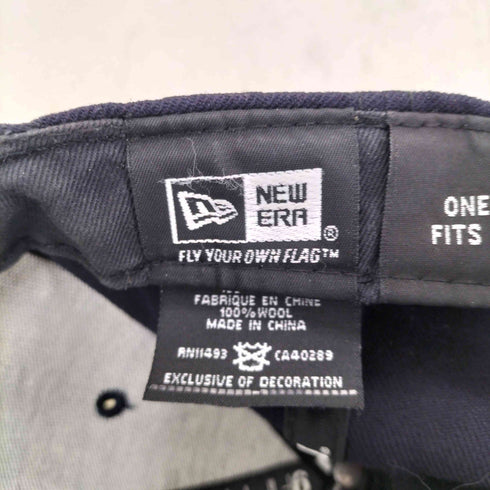 NEW
ERA®
FLY YOUR OWN FLAG™
ONE
FITS
FABRIQUE EN CHINE
100% WOOL
MADE IN CHINA
RN11493 CA40289
EXCLUSIVE OF DECORATION